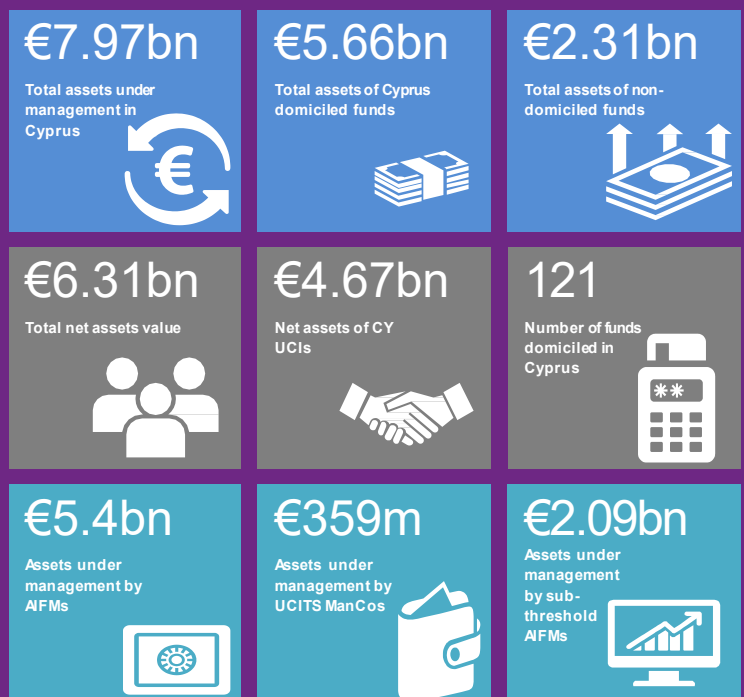 €7.97bn
Total assets under
management in
Cyprus
€5.66bn
Total assets of Cyprus
domiciled funds
€2.31bn
Total assets of non-
domiciled funds
€
€6.31bn
Total net assets value
€4.67bn
Net assets of CY
UCIs
121
Number of funds
domiciled in
Cyprus
**
€5.4bn
Assets under
management by
AIFMs
€359m
Assets under
management by
UCITS ManCos
€2.09bn
Assets under
management
by sub-
threshold
AIFMs